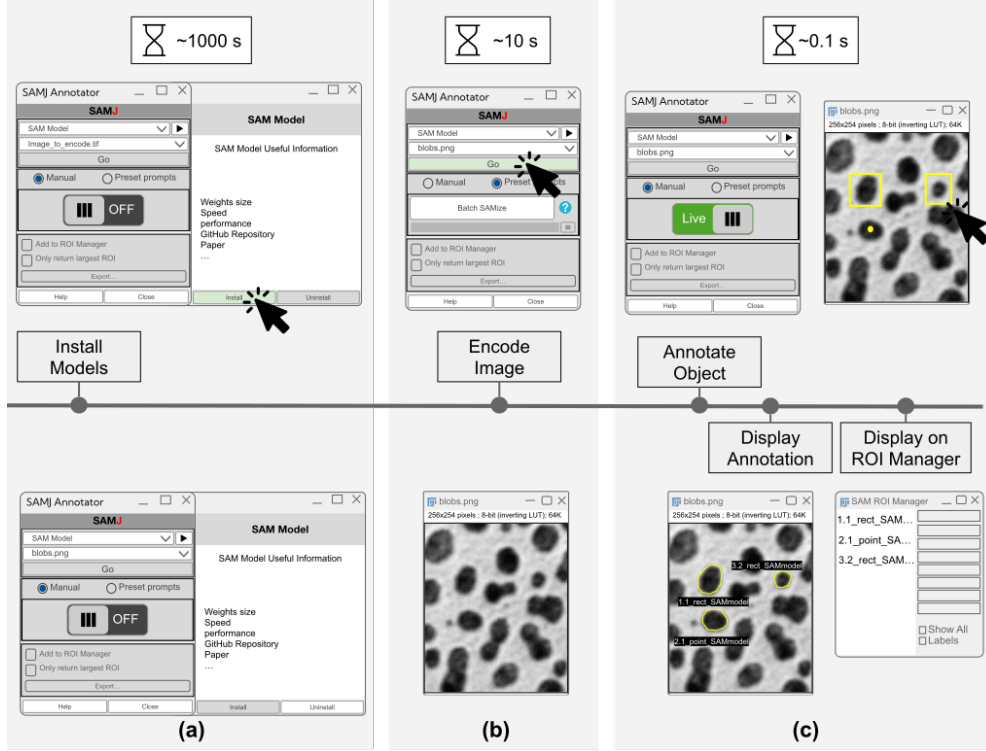 ~1000 s
~10 s
~0.1 s
SAMJ Annotator
SAMJ
SAM Model
Image_to_encode.tif
Go
Manual
Preset prompts
OFF
Add to ROI Manager
Only return largest ROI
Export...
Help
Close
SAM Model
SAM Model Useful Information
Weights size
Speed
performance
GitHub Repository
Paper
...
Install
Uninstall
SAMJ Annotator
SAMJ
SAM Model
blobs.png
Go
Manual
Preset prompts
Batch SAMize
?
Add to ROI Manager
Only return largest ROI
Export...
Help
Close
SAMJ Annotator
SAMJ
SAM Model
blobs.png
Go
Manual
Preset prompts
Live
Add to ROI Manager
Only return largest ROI
Export...
Help
Close
blobs.png
256x254 pixels ; 8-bit (inverting LUT); 64K
Install
Models
Encode
Image
Annotate
Object
Display
Annotation
Display on
ROI Manager
SAMJ Annotator
SAMJ
SAM Model
blobs.png
Go
Manual
Preset prompts
OFF
Add to ROI Manager
Only return largest ROI
Export...
Help
Close
SAM Model
SAM Model Useful Information
Weights size
Speed
performance
GitHub Repository
Paper
...
Install
Uninstall
blobs.png
256x254 pixels ; 8-bit (inverting LUT); 64K
blobs.png
256x254 pixels ; 8-bit (inverting LUT); 64K
3.2_rect_SAMmodel
1.1_rect_SAMmodel
2.1_point_SAMmodel
SAM ROI Manager
1.1_rect_SAM...
2.1_point_SA...
3.2_rect_SAM...
Show All
Labels
(a)
(b)
(c)